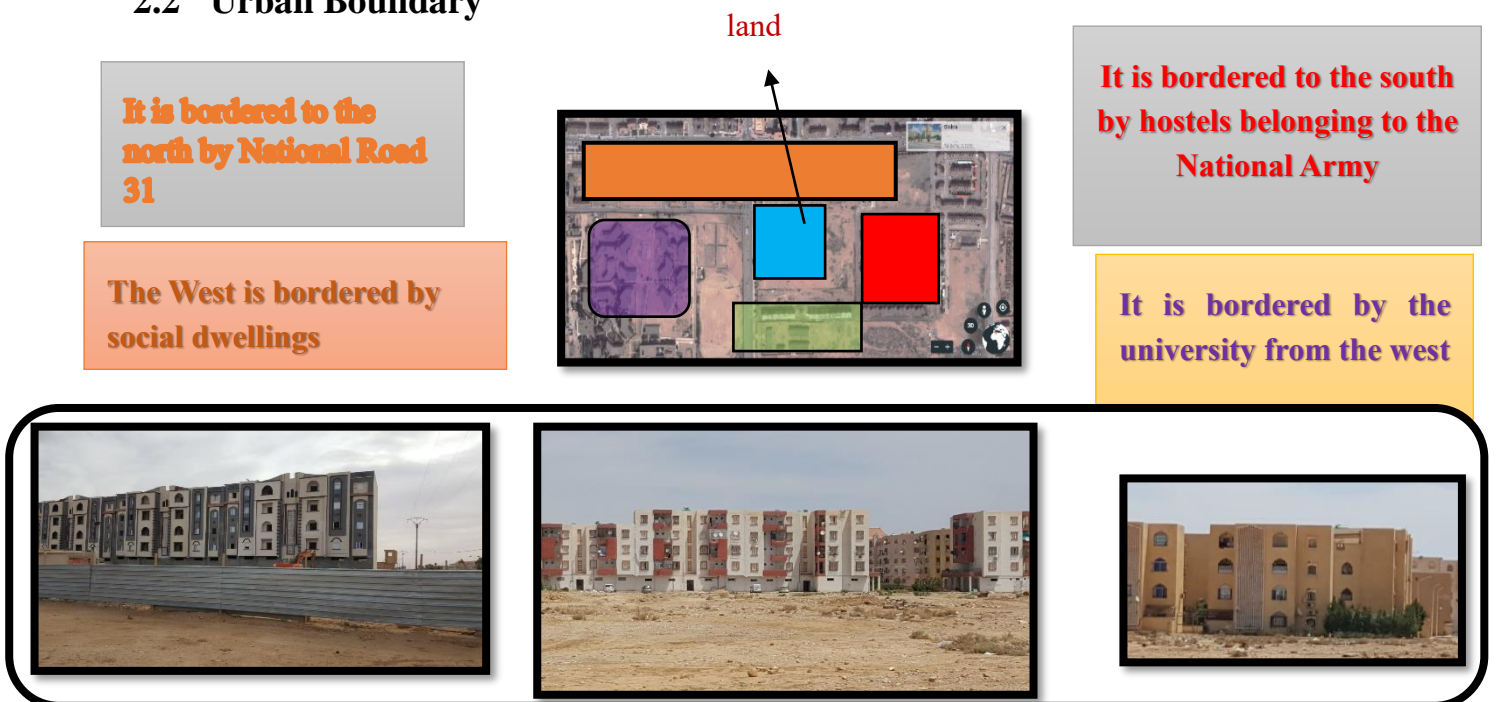 2.2 Urban Boundary
land
It is bordered to the
north by National Road
31
It is bordered to the south
by hostels belonging to the
National Army
The West is bordered by
social dwellings
It is bordered by the
university from the west
3D